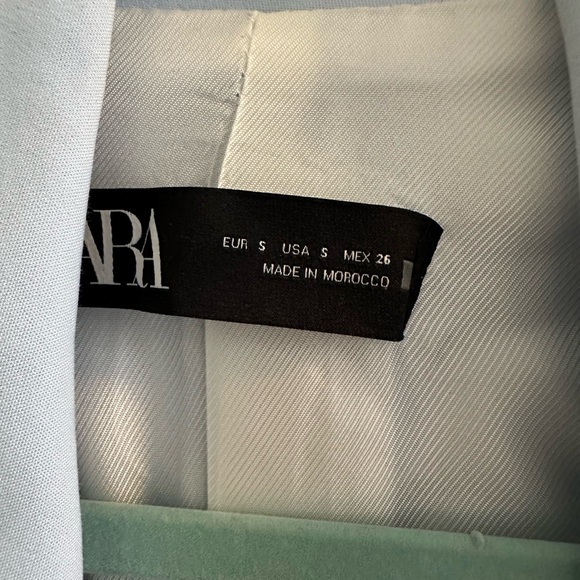 ARA
EUR S USA S MEX 26
MADE IN MOROCCO